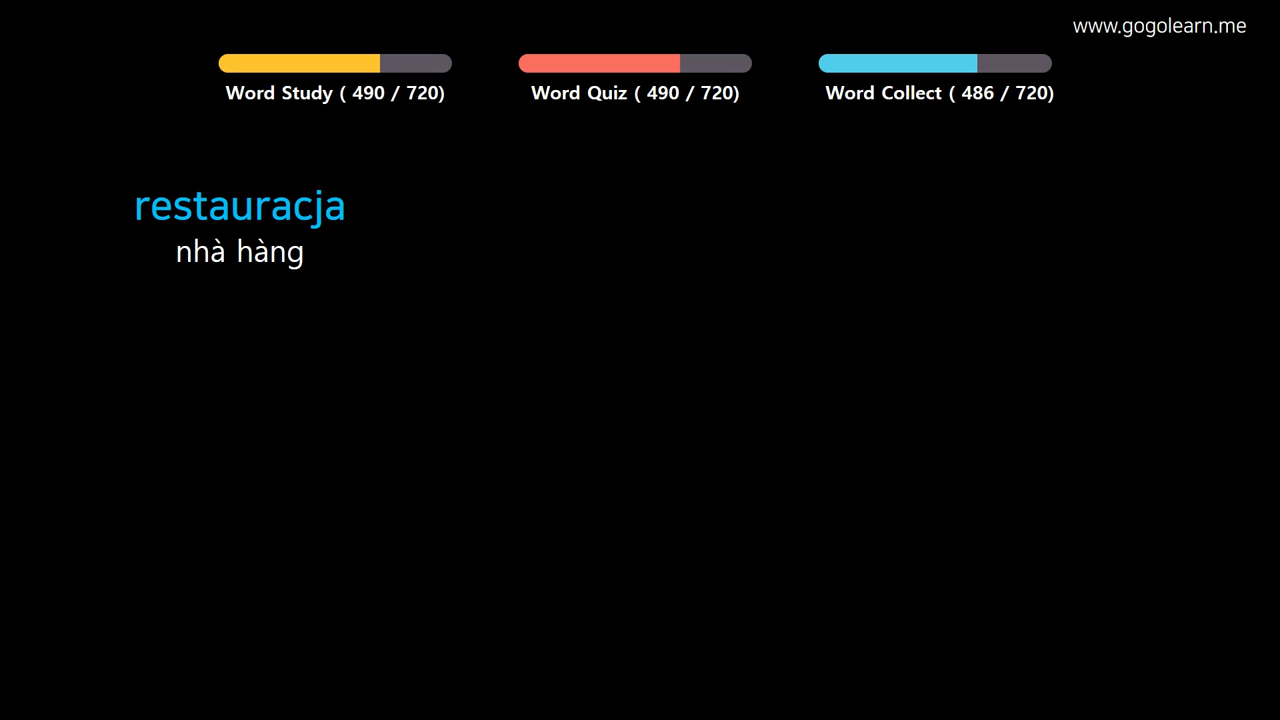 www.gogolearn.me
Word Study ( 490 / 720)
Word Quiz ( 490 / 720)
Word Collect ( 486 / 720)
restauracja
nhà hàng